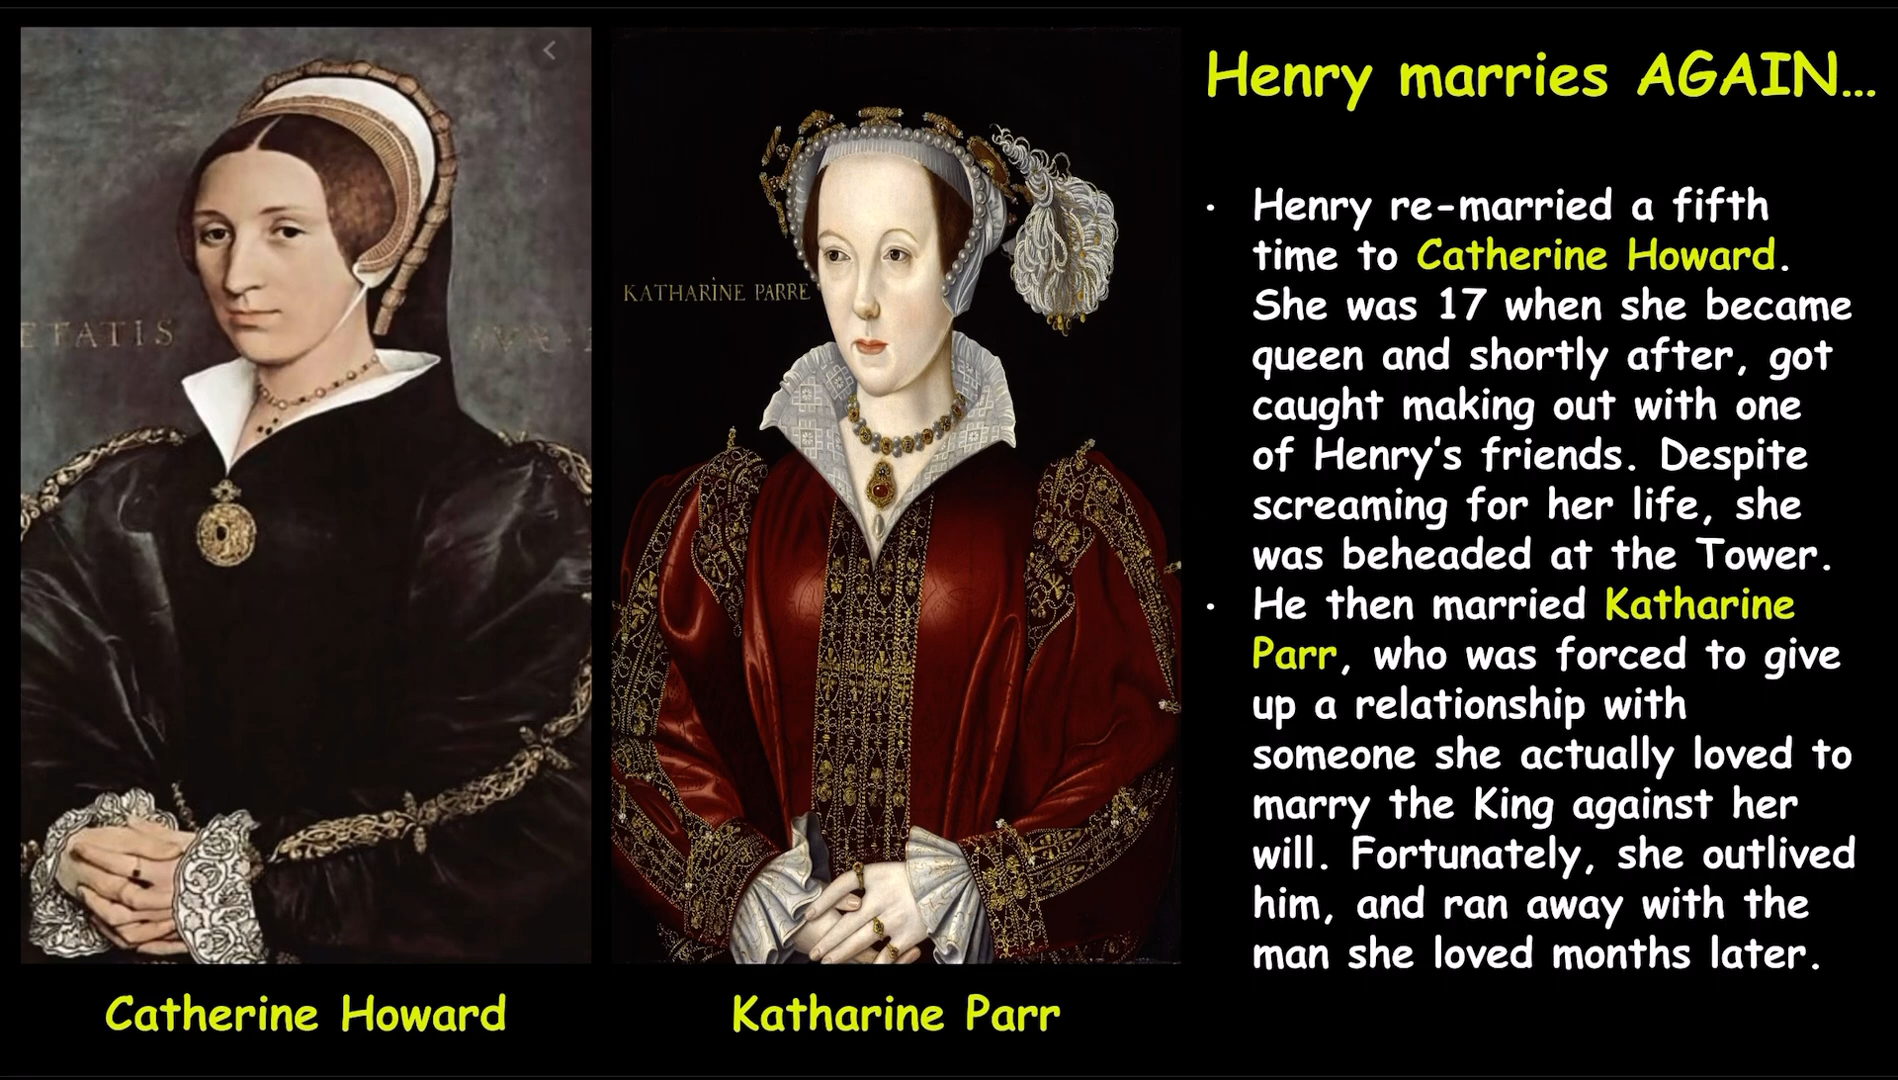 Henry marries AGAIN...
ETATIS
KATHARINE PARRE
• Henry re-married a fifth
time to Catherine Howard.
She was 17 when she became
queen and shortly after, got
caught making out with one
of Henry's friends. Despite
screaming for her life, she
was beheaded at the Tower.
• He then married Katharine
Parr, who was forced to give
up a relationship with
someone she actually loved to
marry the King against her
will. Fortunately, she outlived
him, and ran away with the
man she loved months later.
Catherine Howard
Katharine Parr